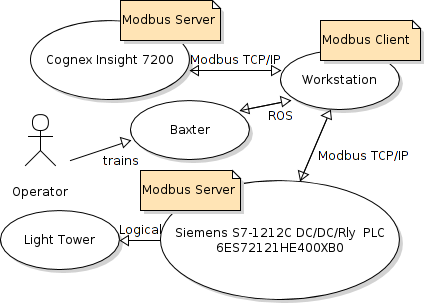 Modbus Server
Cognex Insight 7200
Modbus TCP/IP
Modbus Client
Workstation
Baxter
ROS
trains
Operator
Modbus TCP/IP
Modbus Server
Siemens S7-1212C DC/DC/Rly PLC
6ES72121HE400XB0
Logical
Light Tower